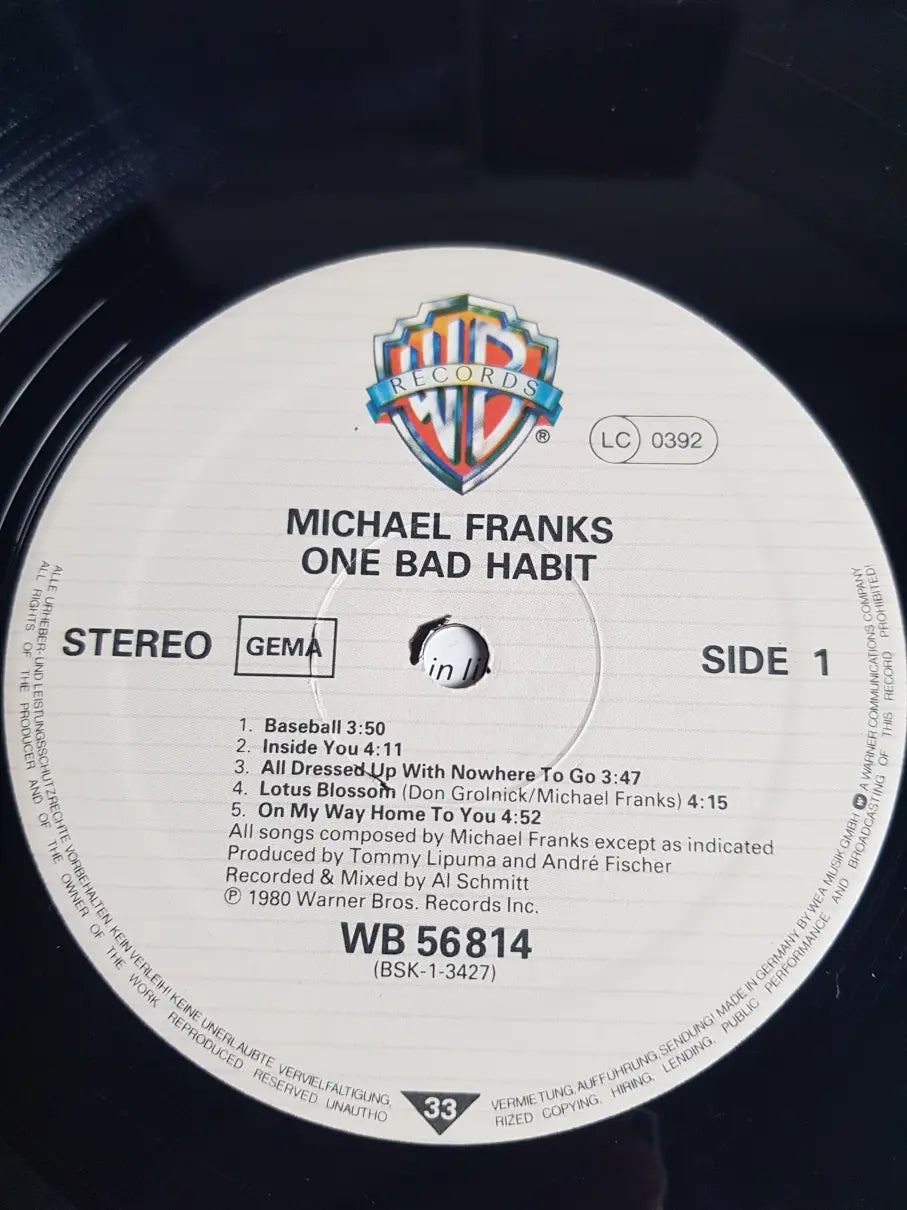 WB
RECORDS
®
LC 0392
MICHAEL FRANKS
ONE BAD HABIT
STEREO
GEMA
in li
SIDE 1
1. Baseball 3:50
2. Inside You 4:11
3. All Dressed Up With Nowhere To Go 3:47
4. Lotus Blossom (Don Grolnick/Michael Franks) 4:15
5. On My Way Home To You 4:52
All songs composed by Michael Franks except as indicated
Produced by Tommy Lipuma and André Fischer
Recorded & Mixed by Al Schmitt
℗ 1980 Warner Bros. Records Inc.
WB 56 814
(BSK-1-3427)
ALLE URHEBER- UND LEISTUNGSSCHUTZRECHTE VORBEHALTEN. KEIN VERLEIH! KEINE UNERLAUBTE VERVIELFÄLTIGUNG,
VERMIETUNG, AUFFÜHRUNG, SENDUNG! MADE IN GERMANY BY WEA MUSIK GMBH A WARNER COMMUNICATIONS COMPANY
ALL RIGHTS OF THE PRODUCER AND OF THE OWNER OF THE WORK REPRODUCED RESERVED UNAUTHO
RIZED COPYING, HIRING, LENDING, PUBLIC PERFORMANCE AND BROADCASTING OF THIS RECORD PROHIBITED!
33